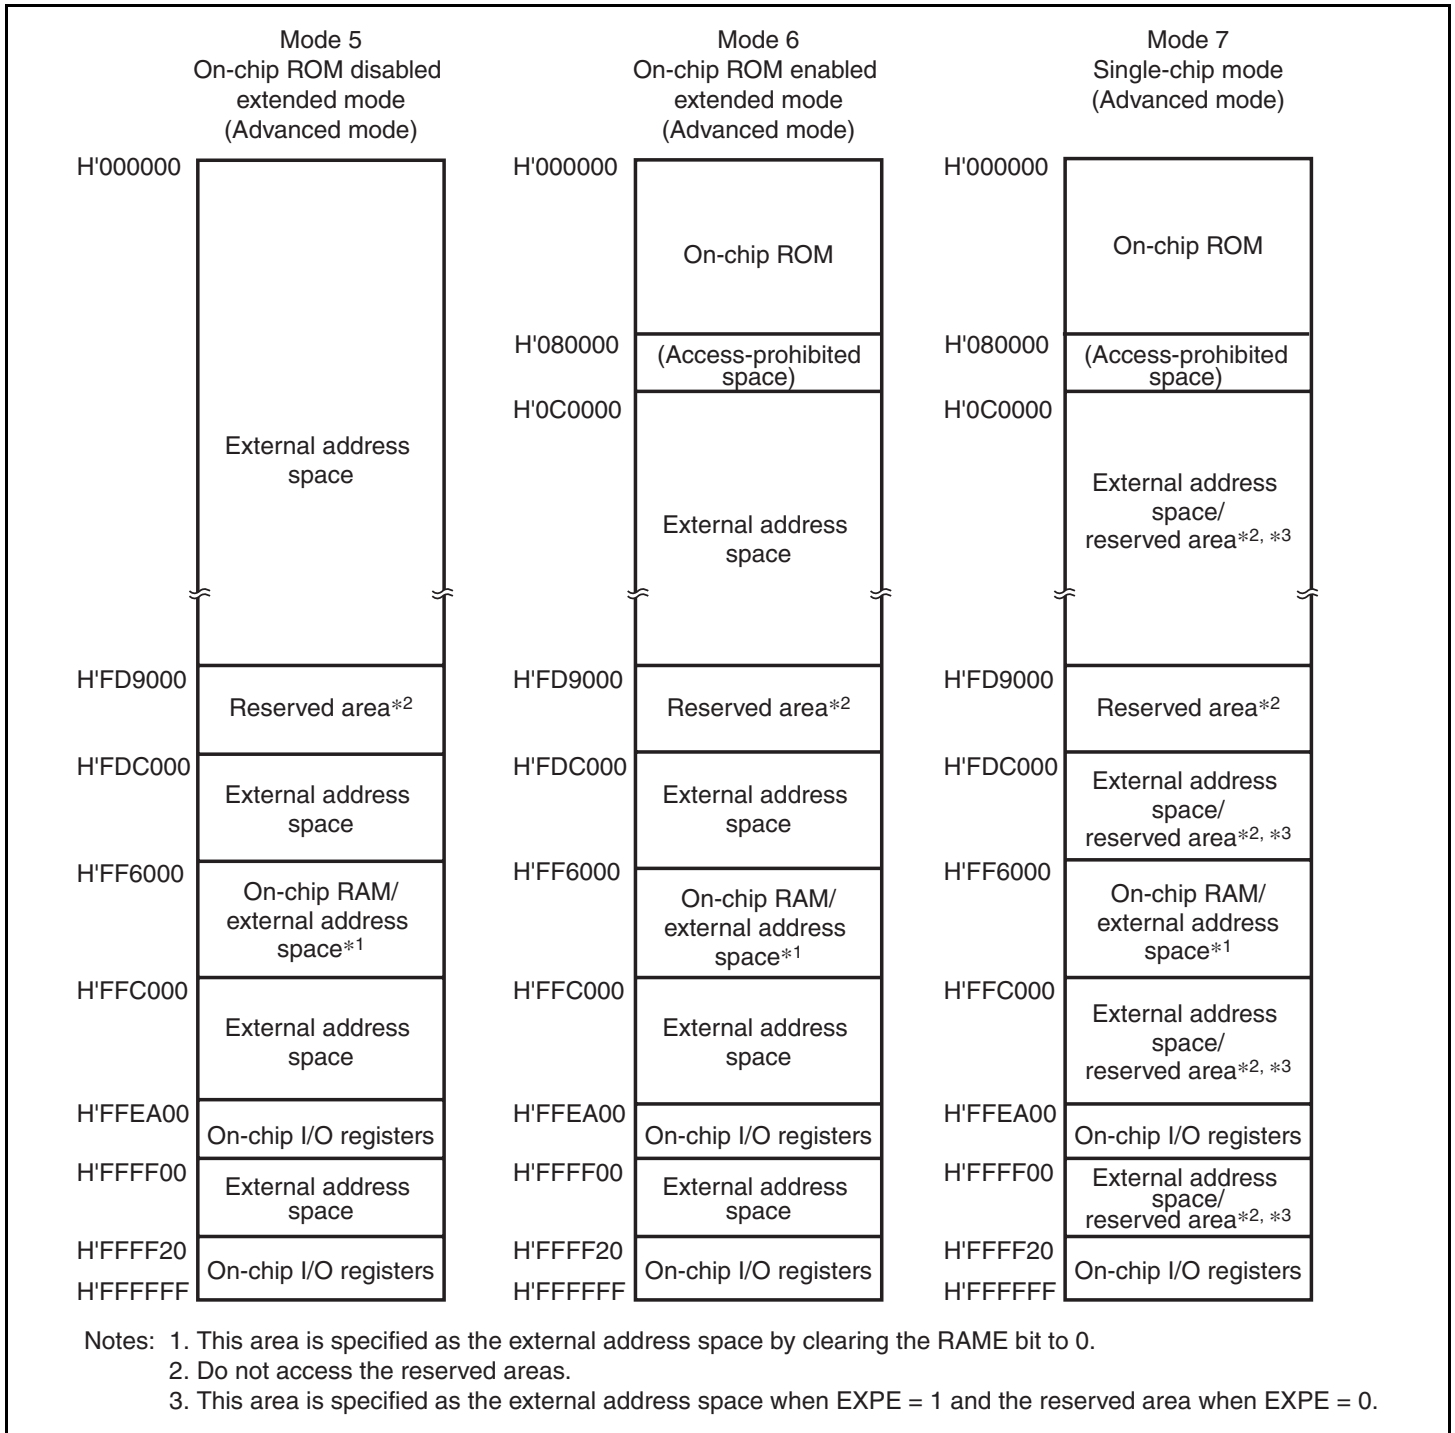 Mode 5
On-chip ROM disabled
extended mode
(Advanced mode)
H'000000
External address
space
H'FD9000
Reserved area*2
H'FDC000
External address
space
H'FF6000
On-chip RAM/
external address
space*1
H'FFC000
External address
space
H'FFEA00
On-chip I/O registers
H'FFFF00
External address
space
H'FFFF20
On-chip I/O registers
H'FFFFFF
Mode 6
On-chip ROM enabled
extended mode
(Advanced mode)
H'000000
On-chip ROM
H'080000
(Access-prohibited
space)
H'0C0000
External address
space
H'FD9000
Reserved area*2
H'FDC000
External address
space
H'FF6000
On-chip RAM/
external address
space*1
H'FFC000
External address
space
H'FFEA00
On-chip I/O registers
H'FFFF00
External address
space
H'FFFF20
On-chip I/O registers
H'FFFFFF
Mode 7
Single-chip mode
(Advanced mode)
H'000000
On-chip ROM
H'080000
(Access-prohibited
space)
H'0C0000
External address
space/
reserved area*2, *3
H'FD9000
Reserved area*2
H'FDC000
External address
space/
reserved area*2, *3
H'FF6000
On-chip RAM/
external address
space*1
H'FFC000
External address
space/
reserved area*2, *3
H'FFEA00
On-chip I/O registers
H'FFFF00
External address
space/
reserved area*2, *3
H'FFFF20
On-chip I/O registers
H'FFFFFF
Notes: 1. This area is specified as the external address space by clearing the RAME bit to 0.
2. Do not access the reserved areas.
3. This area is specified as the external address space when EXPE = 1 and the reserved area when EXPE = 0.